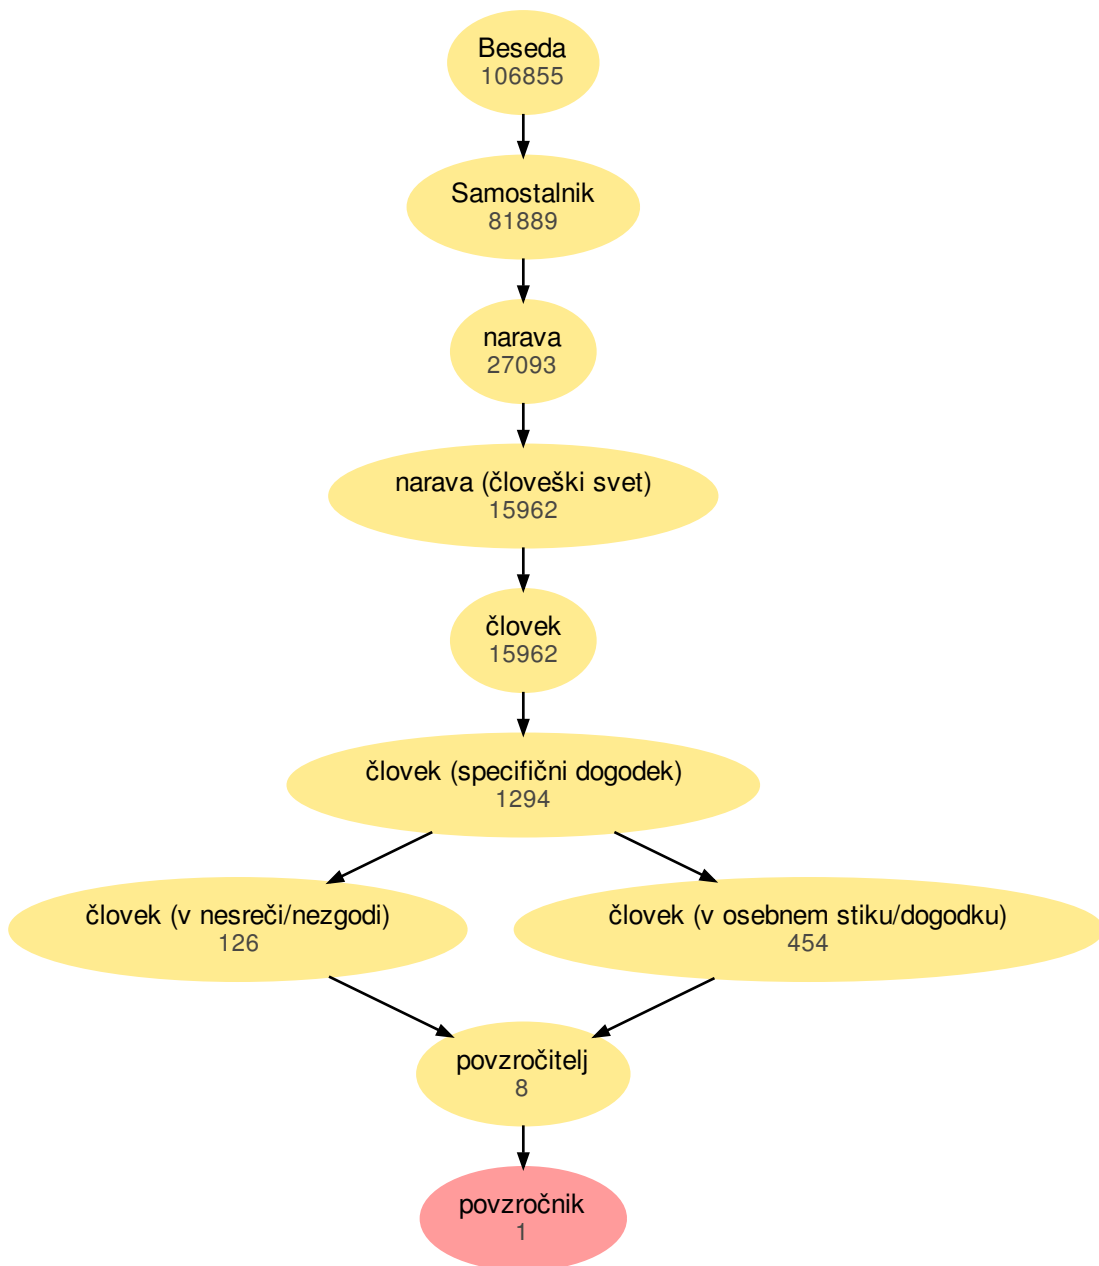 Beseda
106855
Samostalnik
81889
narava
27093
narava (človeški svet)
15962
človek
15962
človek (specifični dogodek)
1294
človek (v nesreči/nezgodi)
126
človek (v osebnem stiku/dogodku)
454
povzročitelj
8
povzročnik
1